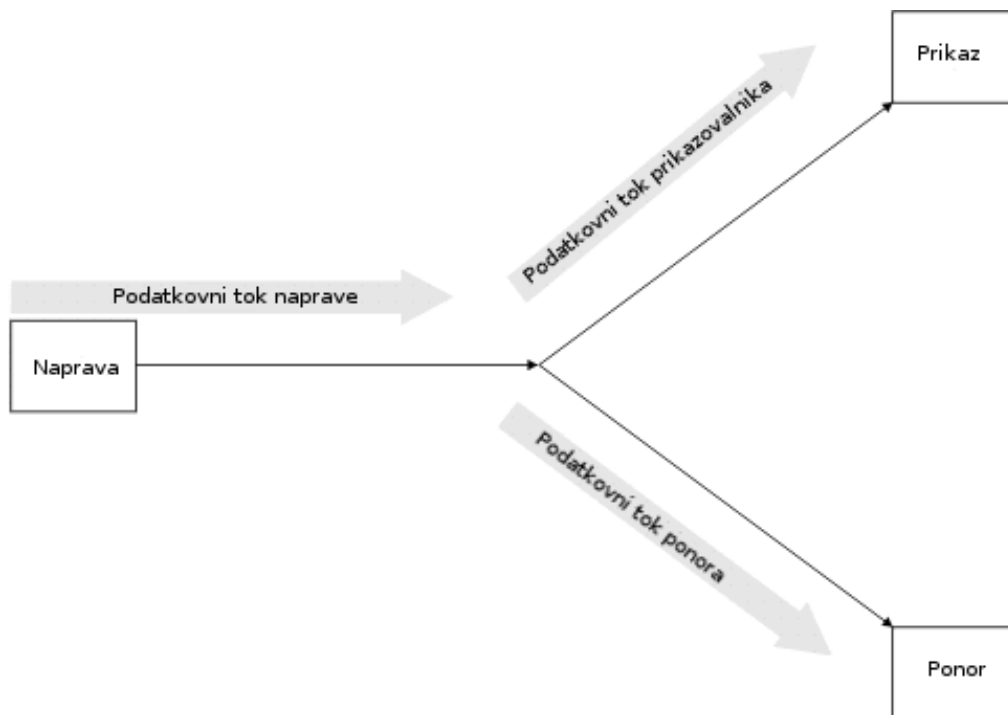 Prikaz
Podatkovni tok prikazovalnika
Podatkovni tok naprave
Naprava
Podatkovni tok ponora
Ponor